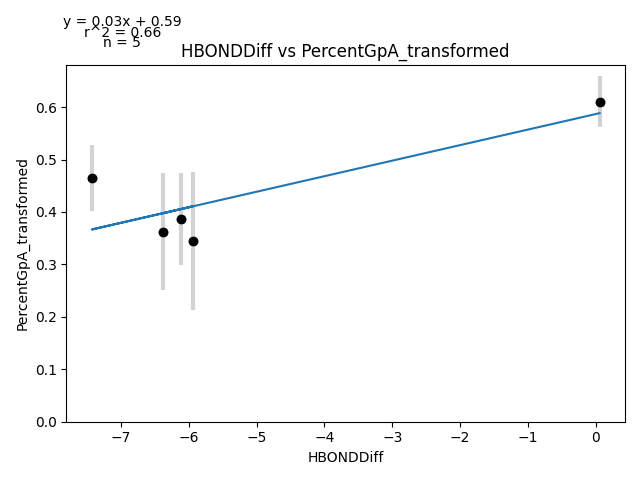 y = 0.03x + 0.59
r^2 = 0.66
n = 5
HBONDDiff vs PercentGpA_transformed
PercentGpA_transformed
0.6
0.5
0.4
0.3
0.2
0.1
0.0
−7 −6 −5 −4 −3 −2 −1 0
HBONDDiff